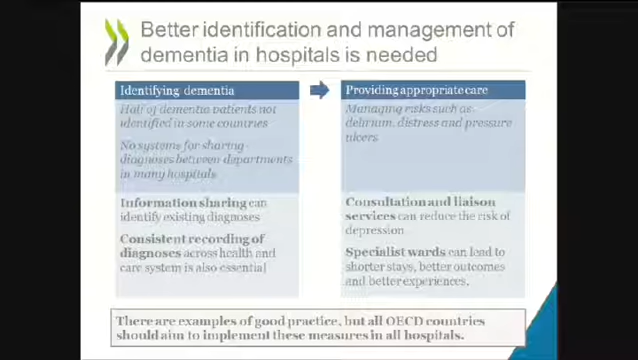 Better identification and management of
dementia in hospitals is needed
Identifying dementia
Half of dementia patients not
identified in some countries
No systems for sharing
diagnoses between departments
in many hospitals
Information sharing can
identify existing diagnoses
Consistent recording of
diagnoses across health and
care system is also essential
Providing appropriate care
Managing risks such as
delirium, distress and pressure
ulcers
Consultation and liaison
services can reduce the risk of
depression
Specialist wards can lead to
shorter stays, better outcomes
and better experiences.
There are examples of good practice, but all OECD countries
should aim to implement these measures in all hospitals.